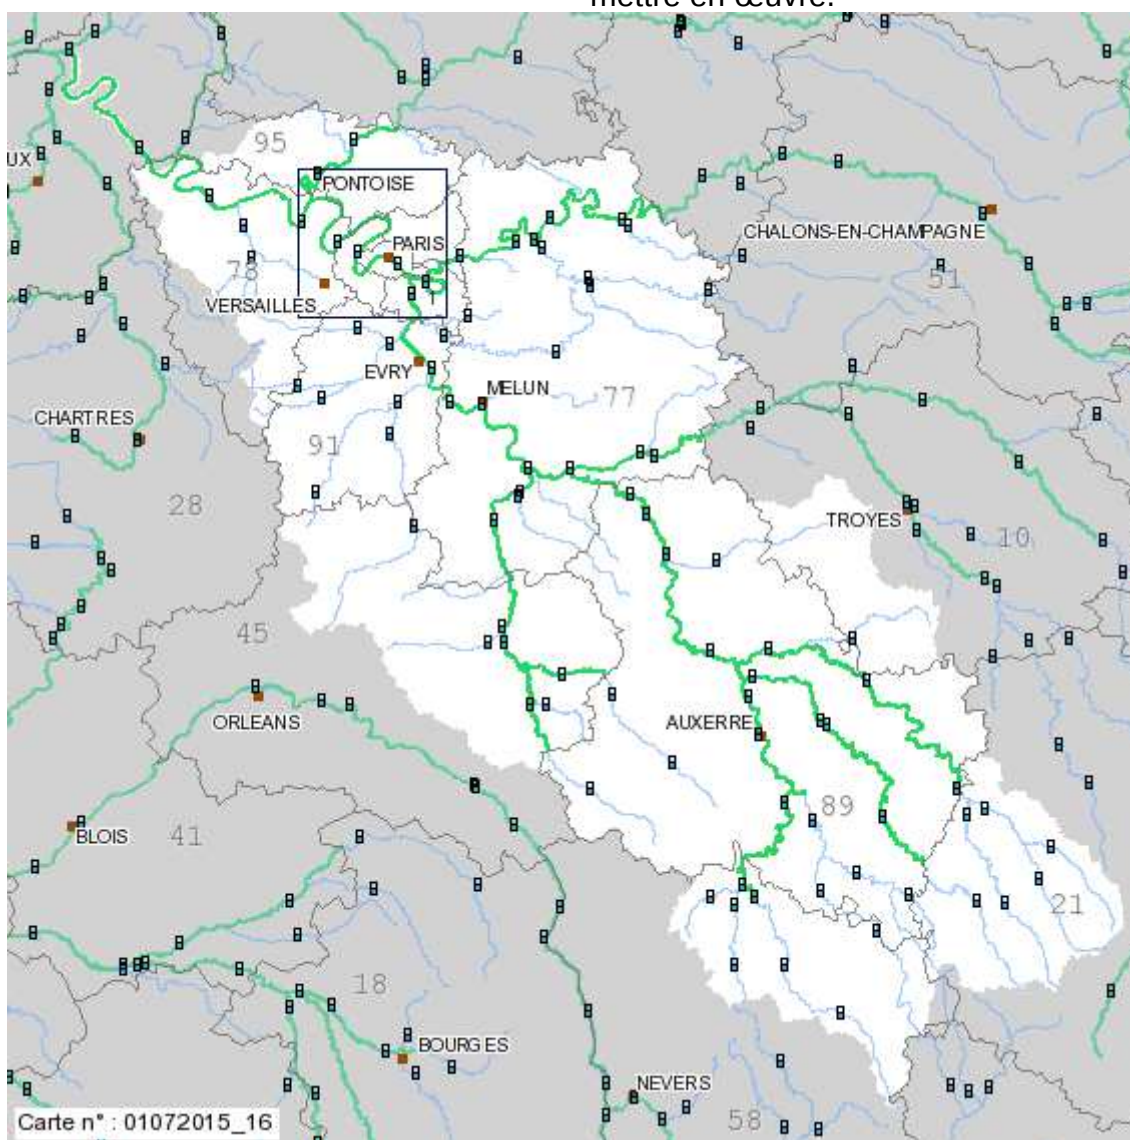 mettre en œuvre.
95
UX
PONTOISE
PARIS
CHALONS-EN-CHAMPAGNE
51
78
VERSAILLES
EVRY
MELUN
77
CHARTRES
91
28
TROYES
10
45
ORLEANS
AUXERRE
89
BLOIS
41
21
18
BOURGES
NEVERS
58
Carte n° : 01072015_16